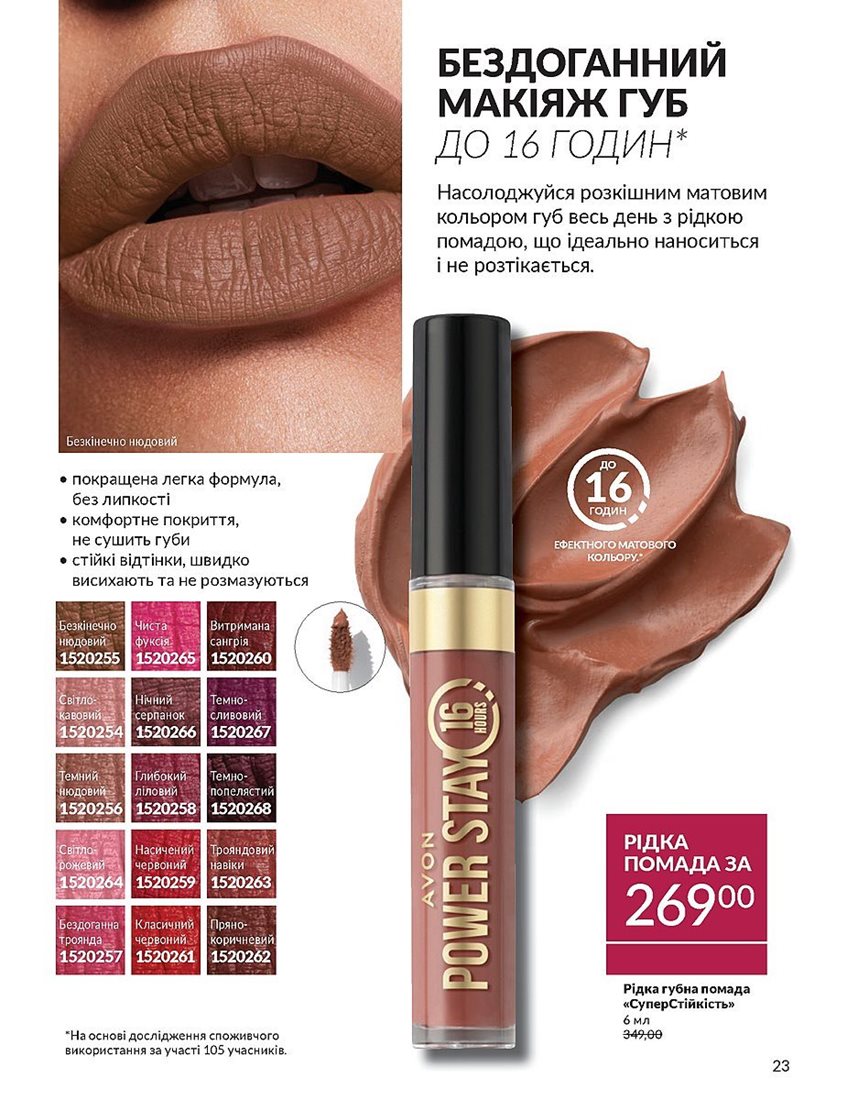 БЕЗДОГАННИЙ
МАКІЯЖ ГУБ
ДО 16 ГОДИН*
Насолоджуйся розкішним матовим
кольором губ весь день з рідкою
помадою, що ідеально наноситься
і не розтікається.
Безкінечно нюдовий
• покращена легка формула,
без липкості
• комфортне покриття,
не сушить губи
• стійкі відтінки, швидко
висихають та не розмазуються
ДО
16
ГОДИН
ЕФЕКТНОГО МАТОВОГО
КОЛЬОРУ.*
Безкінечно
нюдовий
1520255
Чиста
фуксія
1520265
Витримана
сангрія
1520260
Світло-
кавовий
1520254
Нічний
серпанок
1520266
Темно-
сливовий
1520267
Темний
нюдовий
1520256
Глибокий
ліловий
1520258
Темно-
попелястий
1520268
Світло-
рожевий
1520264
Насичений
червоний
1520259
Трояндовий
навіки
1520263
Бездоганна
троянда
1520257
Класичний
червоний
1520261
Пряно-
коричневий
1520262
AVON
POWER STAY
16
HOURS
РІДКА
ПОМАДА ЗА
26900
Рідка губна помада
«СуперСтійкість»
6 мл
349,00
*На основі дослідження споживчого
використання за участі 105 учасників.
23